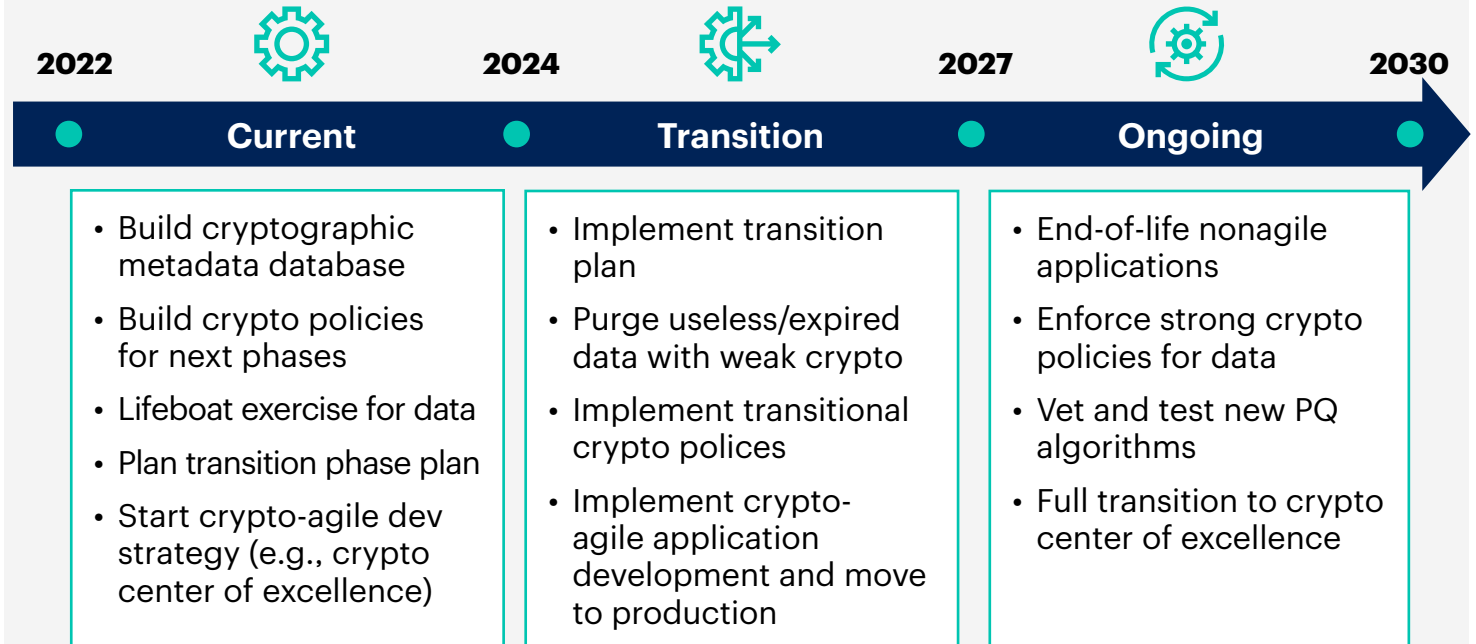 2022
2024
2027
2030
Current
Transition
Ongoing
• Build cryptographic
metadata database
• Build crypto policies
for next phases
• Lifeboat exercise for data
• Plan transition phase plan
• Start crypto-agile dev
strategy (e.g., crypto
center of excellence)
• Implement transition
plan
• Purge useless/expired
data with weak crypto
• Implement transitional
crypto polices
• Implement crypto-
agile application
development and move
to production
• End-of-life nonagile
applications
• Enforce strong crypto
policies for data
• Vet and test new PQ
algorithms
• Full transition to crypto
center of excellence